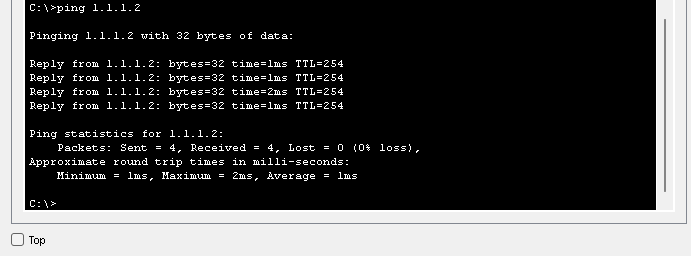 C:\>ping 1.1.1.2
Pinging 1.1.1.2 with 32 bytes of data:
Reply from 1.1.1.2: bytes=32 time=1ms TTL=254
Reply from 1.1.1.2: bytes=32 time=1ms TTL=254
Reply from 1.1.1.2: bytes=32 time=2ms TTL=254
Reply from 1.1.1.2: bytes=32 time=1ms TTL=254
Ping statistics for 1.1.1.2:
    Packets: Sent = 4, Received = 4, Lost = 0 (0% loss),
Approximate round trip times in milli-seconds:
    Minimum = 1ms, Maximum = 2ms, Average = 1ms
C:\>
Top